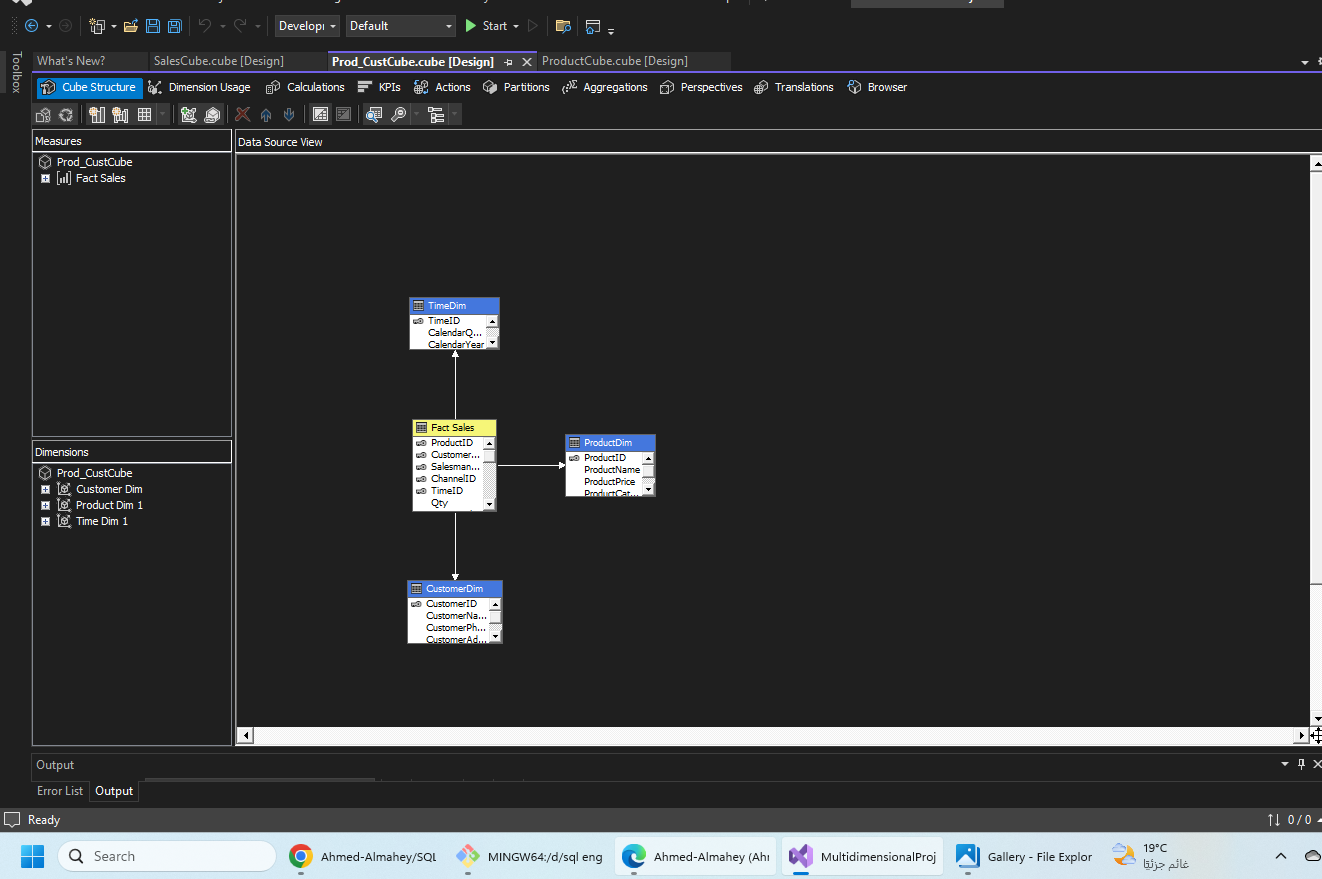 Developi
Default
Start
Toolbox
What's New?
SalesCube.cube [Design]
Prod_CustCube.cube [Design]
ProductCube.cube [Design]
Cube Structure
Dimension Usage
Calculations
KPIs
Actions
Partitions
Aggregations
Perspectives
Translations
Browser
Measures
Prod_CustCube
Fact Sales
Data Source View
TimeDim
TimeID
CalendarQ...
CalendarYear
Fact Sales
ProductID
Customer...
Salesman...
ChannelID
TimeID
Qty
ProductDim
ProductID
ProductName
ProductPrice
ProductCat...
CustomerDim
CustomerID
CustomerNa...
CustomerPh...
CustomerAd...
Dimensions
Prod_CustCube
Customer Dim
Product Dim 1
Time Dim 1
Output
Error List
Output
Ready
0 / 0
Search
Ahmed-Almahey/SQL
MINGW64:/d/sql eng
Ahmed-Almahey (Ahr
MultidimensionalProj
Gallery - File Explor
19°C
غائم جزئيًا